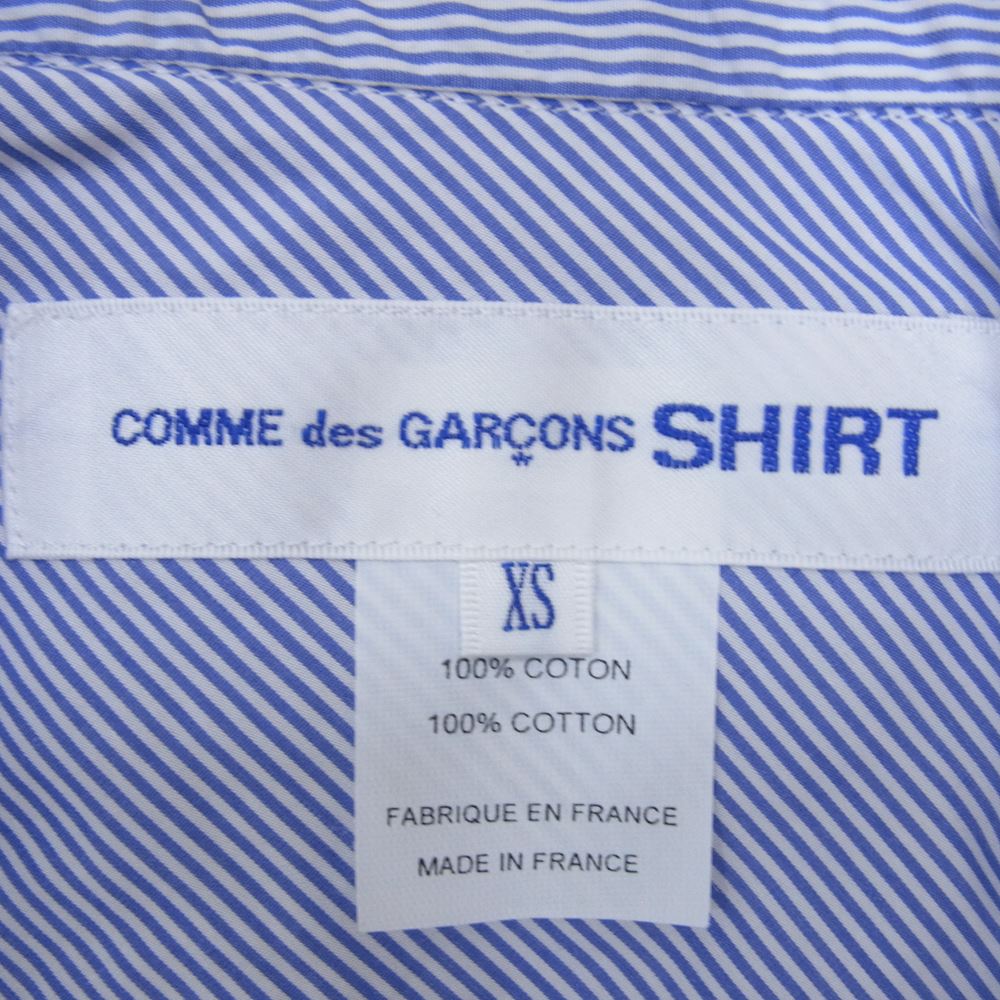 COMME des GARÇONS SHIRT
XS
100% COTON
100% COTTON
FABRIQUE EN FRANCE
MADE IN FRANCE